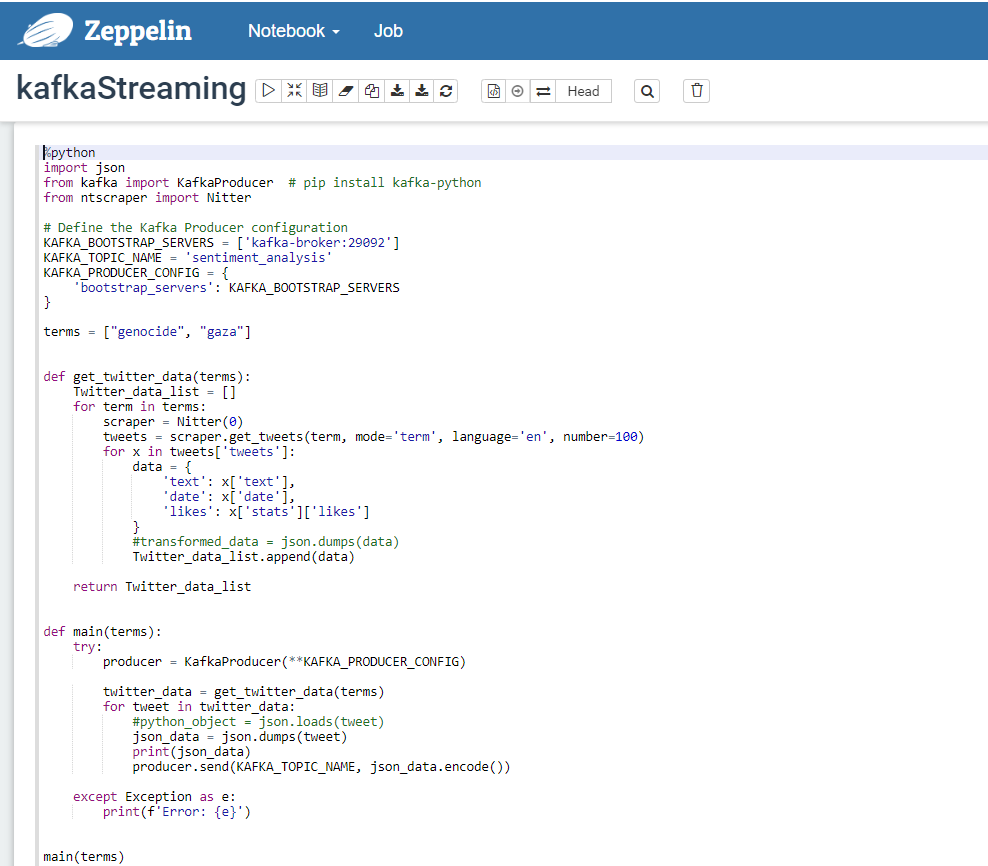 Zeppelin Notebook Job
kafkaStreaming Head
%python
import json
from kafka import KafkaProducer  # pip install kafka-python
from ntscraper import Nitter

# Define the Kafka Producer configuration
KAFKA_BOOTSTRAP_SERVERS = ['kafka-broker:29092']
KAFKA_TOPIC_NAME = 'sentiment_analysis'
KAFKA_PRODUCER_CONFIG = {
    'bootstrap_servers': KAFKA_BOOTSTRAP_SERVERS
}

terms = ["genocide", "gaza"]


def get_twitter_data(terms):
    Twitter_data_list = []
    for term in terms:
        scraper = Nitter(0)
        tweets = scraper.get_tweets(term, mode='term', language='en', number=100)
        for x in tweets['tweets']:
            data = {
                'text': x['text'],
                'date': x['date'],
                'likes': x['stats']['likes']
            }
            #transformed_data = json.dumps(data)
            Twitter_data_list.append(data)

    return Twitter_data_list


def main(terms):
    try:
        producer = KafkaProducer(**KAFKA_PRODUCER_CONFIG)

        twitter_data = get_twitter_data(terms)
        for tweet in twitter_data:
            #python_object = json.loads(tweet)
            json_data = json.dumps(tweet)
            print(json_data)
            producer.send(KAFKA_TOPIC_NAME, json_data.encode())

    except Exception as e:
        print(f'Error: {e}')


main(terms)